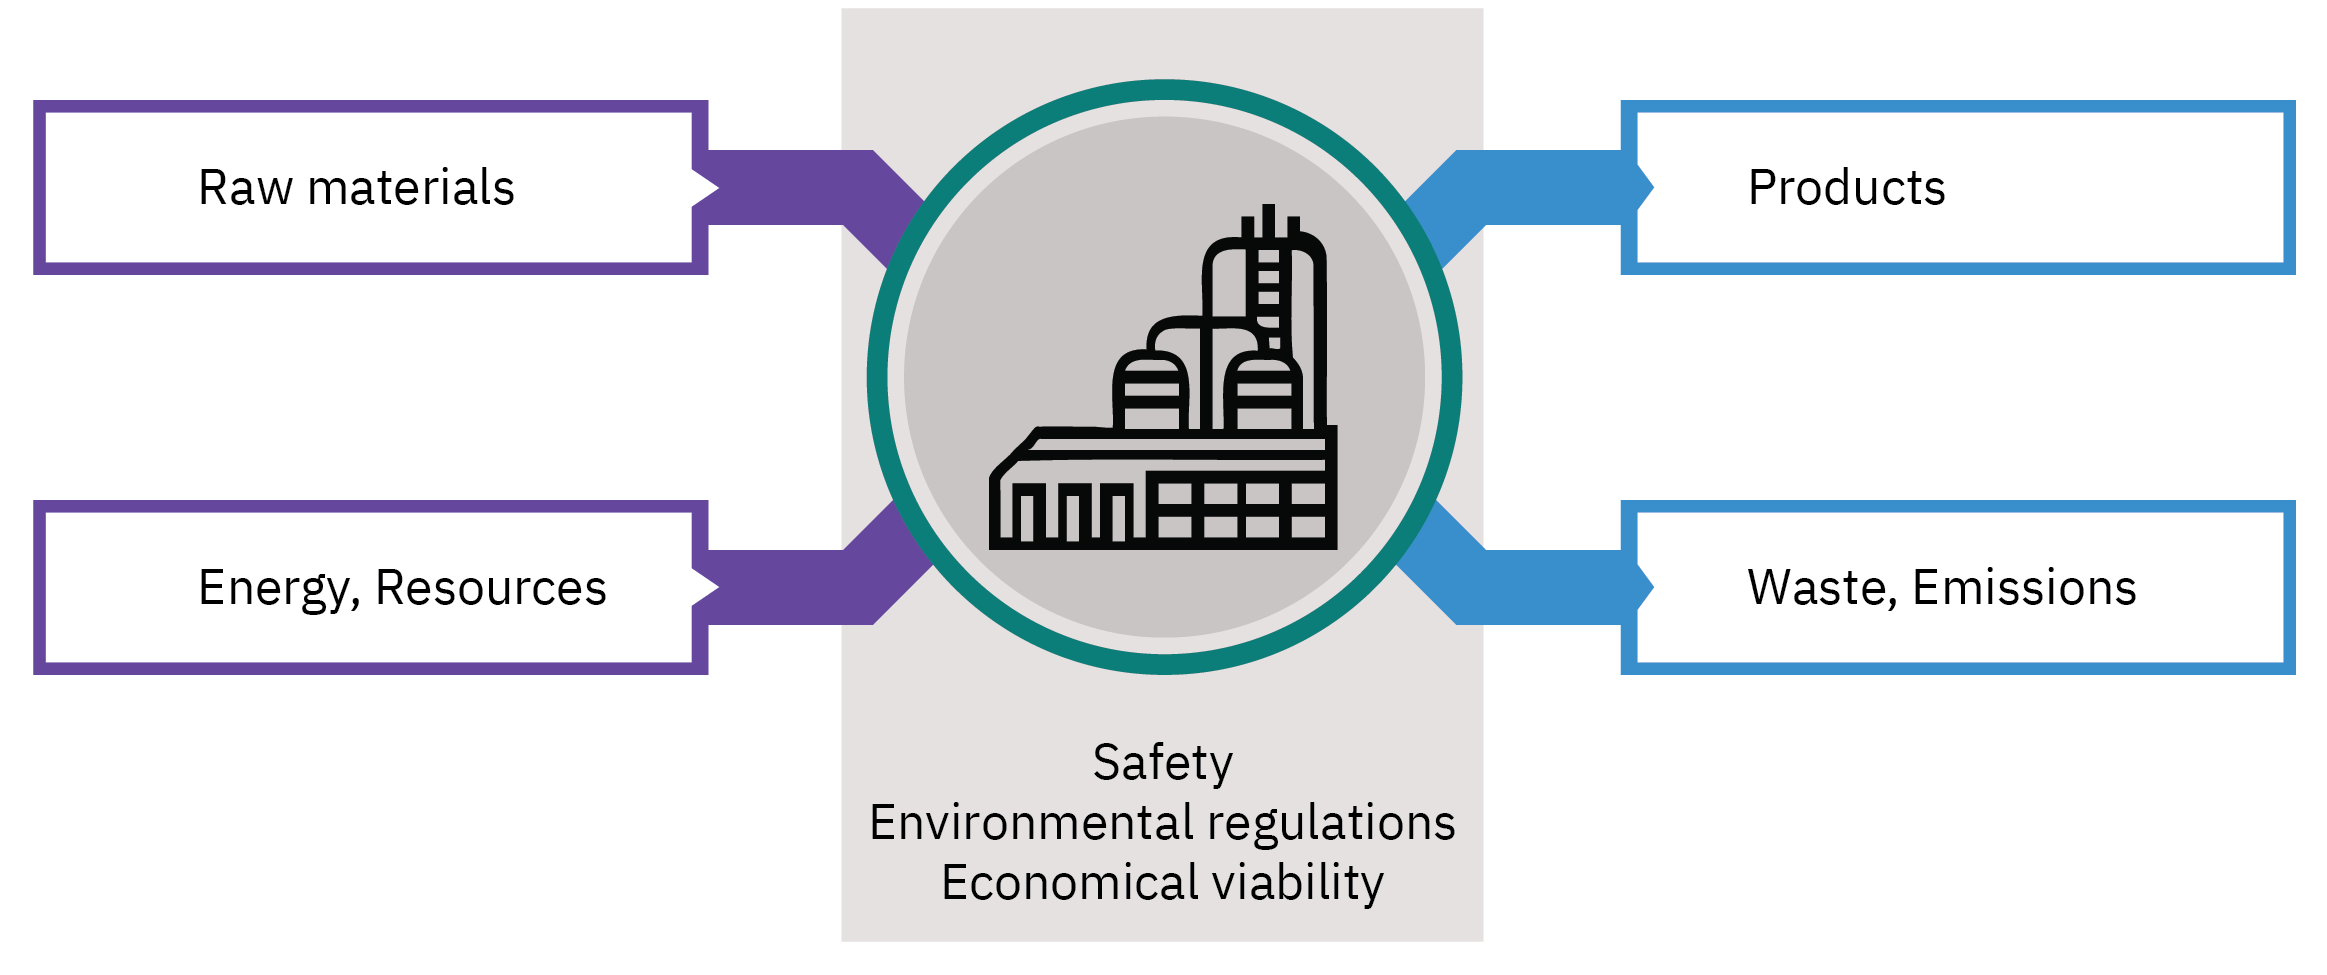 Raw materials
Products
Energy, Resources
Waste, Emissions
Safety
Environmental regulations
Economical viability